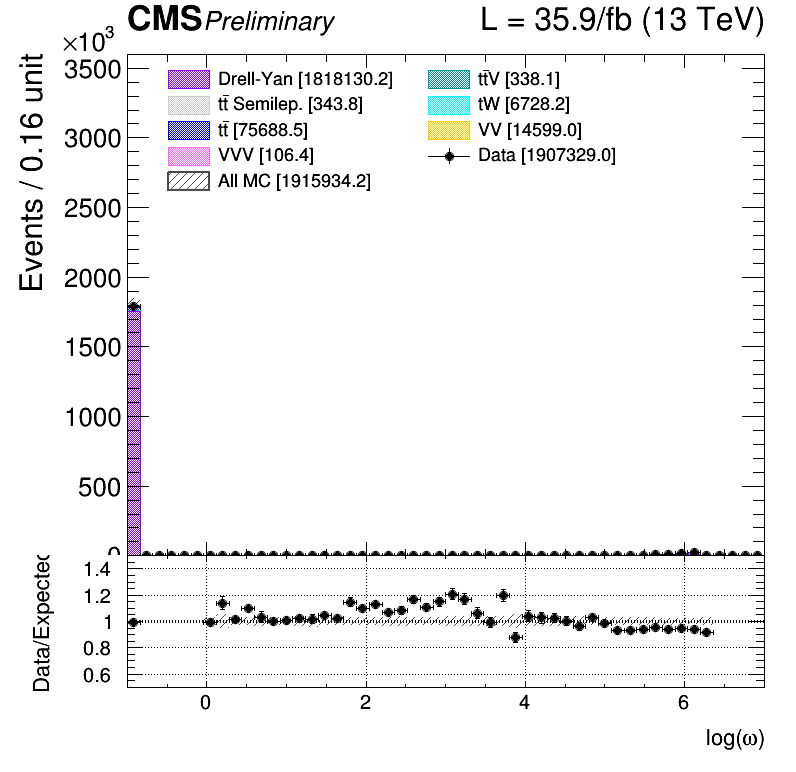 CMS Preliminary L = 35.9/fb (13 TeV)
×10³
Events / 0.16 unit
3500
3000
2500
2000
1500
1000
500
0
Drell-Yan [1818130.2]
tt̄ Semilep. [343.8]
tt̄ [75688.5]
VVV [106.4]
All MC [1915934.2]
tt̄V [338.1]
tW [6728.2]
VV [14599.0]
Data [1907329.0]
Data/Expected
1.4
1.2
1
0.8
0.6
0 2 4 6
log(ω)